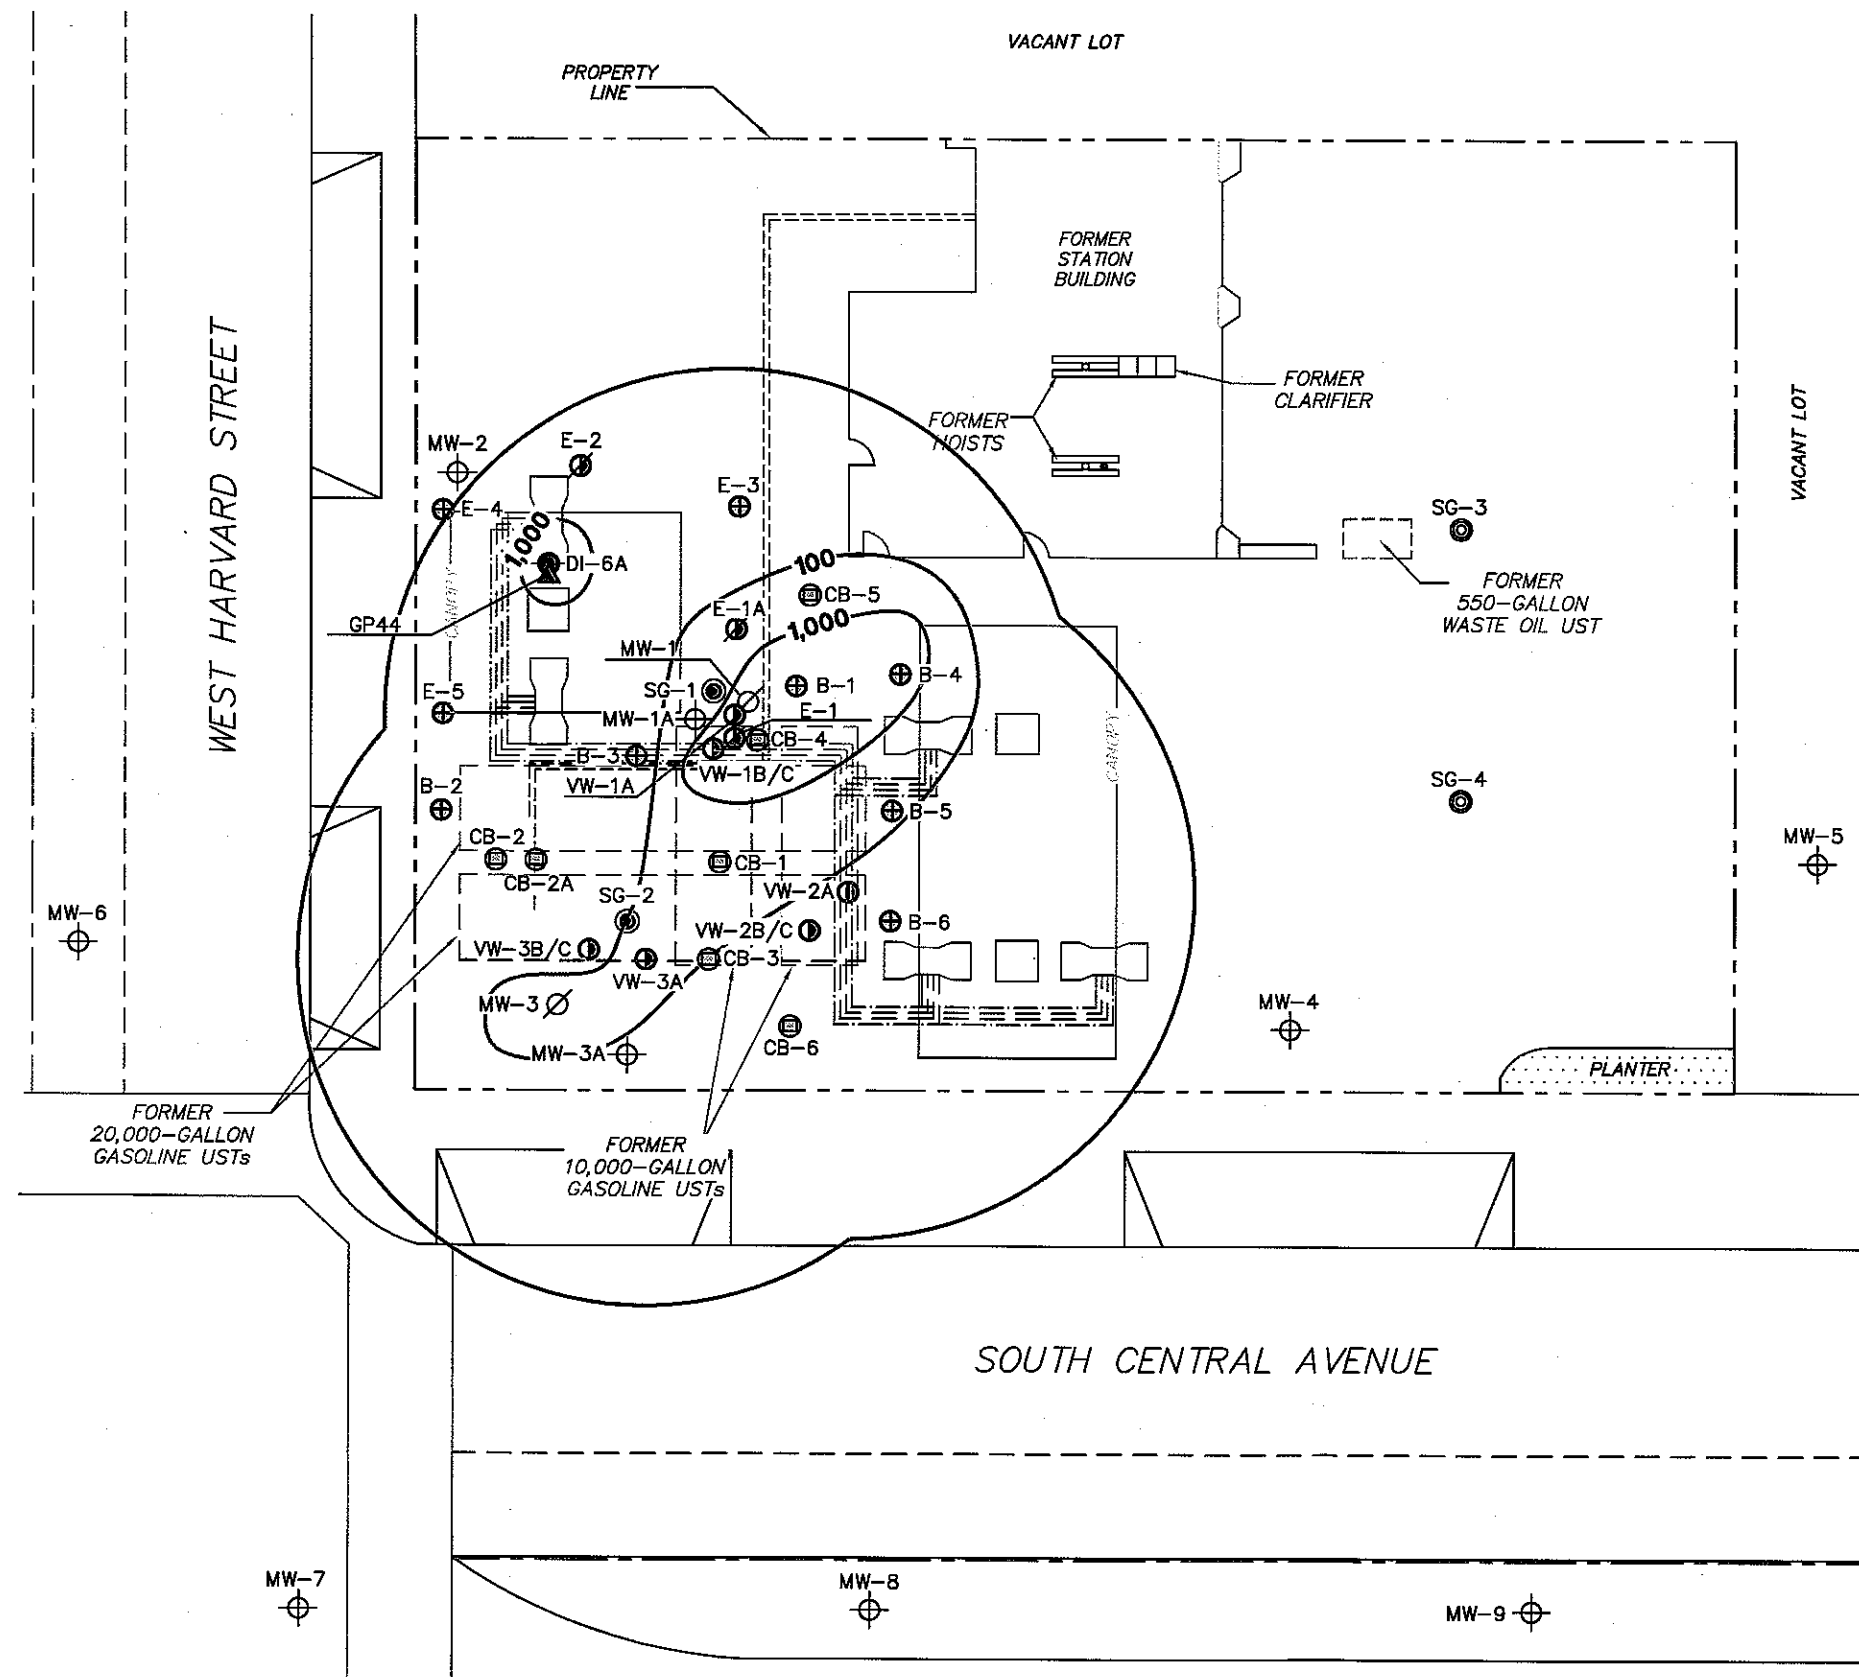 VACANT LOT
PROPERTY
LINE
FORMER
STATION
BUILDING
WEST HARVARD STREET
FORMER
CLARIFIER
FORMER
HOISTS
VACANT LOT
MW-2
E-2
E-3
E-4
SG-3
1,000
DI-6A
100
CB-5
FORMER
550-GALLON
WASTE OIL UST
GP44
CANOPY
E-1A
1,000
MW-1
SG-1
B-1
B-4
E-5
MW-1A
E-1
CANOPY
CB-4
B-3
VW-1B/C
VW-1A
B-2
B-5
SG-4
CB-2
CB-2A
CB-1
MW-5
SG-2
VW-2A
MW-6
VW-2B/C
B-6
VW-3B/C
CB-3
VW-3A
MW-3
MW-4
MW-3A
CB-6
PLANTER
FORMER
20,000-GALLON
GASOLINE USTs
FORMER
10,000-GALLON
GASOLINE USTs
SOUTH CENTRAL AVENUE
MW-7
MW-8
MW-9